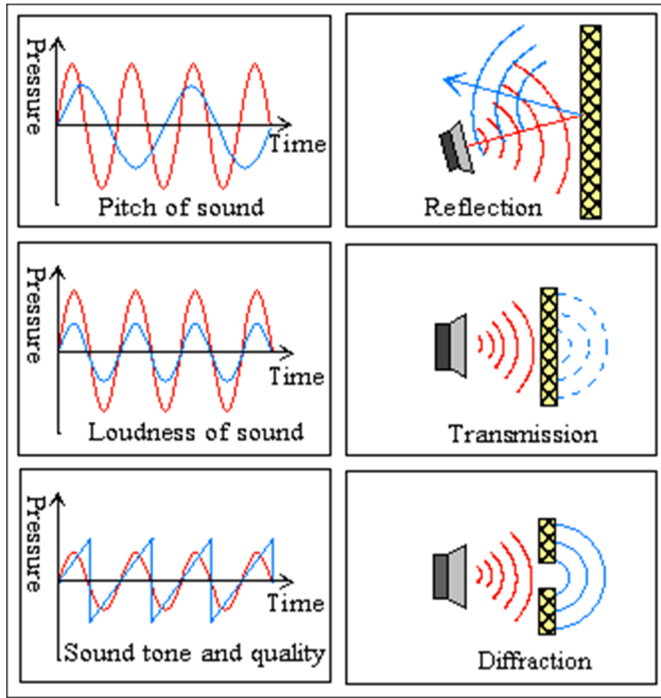 Pressure
Time
Pitch of sound
Reflection
Pressure
Time
Loudness of sound
Transmission
Pressure
Time
Sound tone and quality
Diffraction